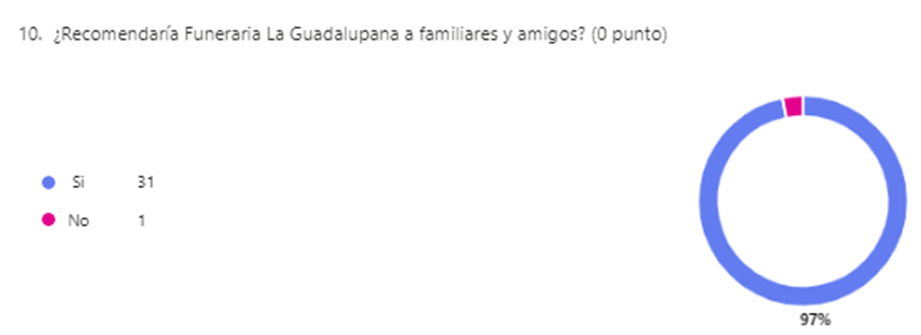 10. ¿Recomendaría Funeraria La Guadalupana a familiares y amigos? (0 punto)
Si 31
No 1
97%